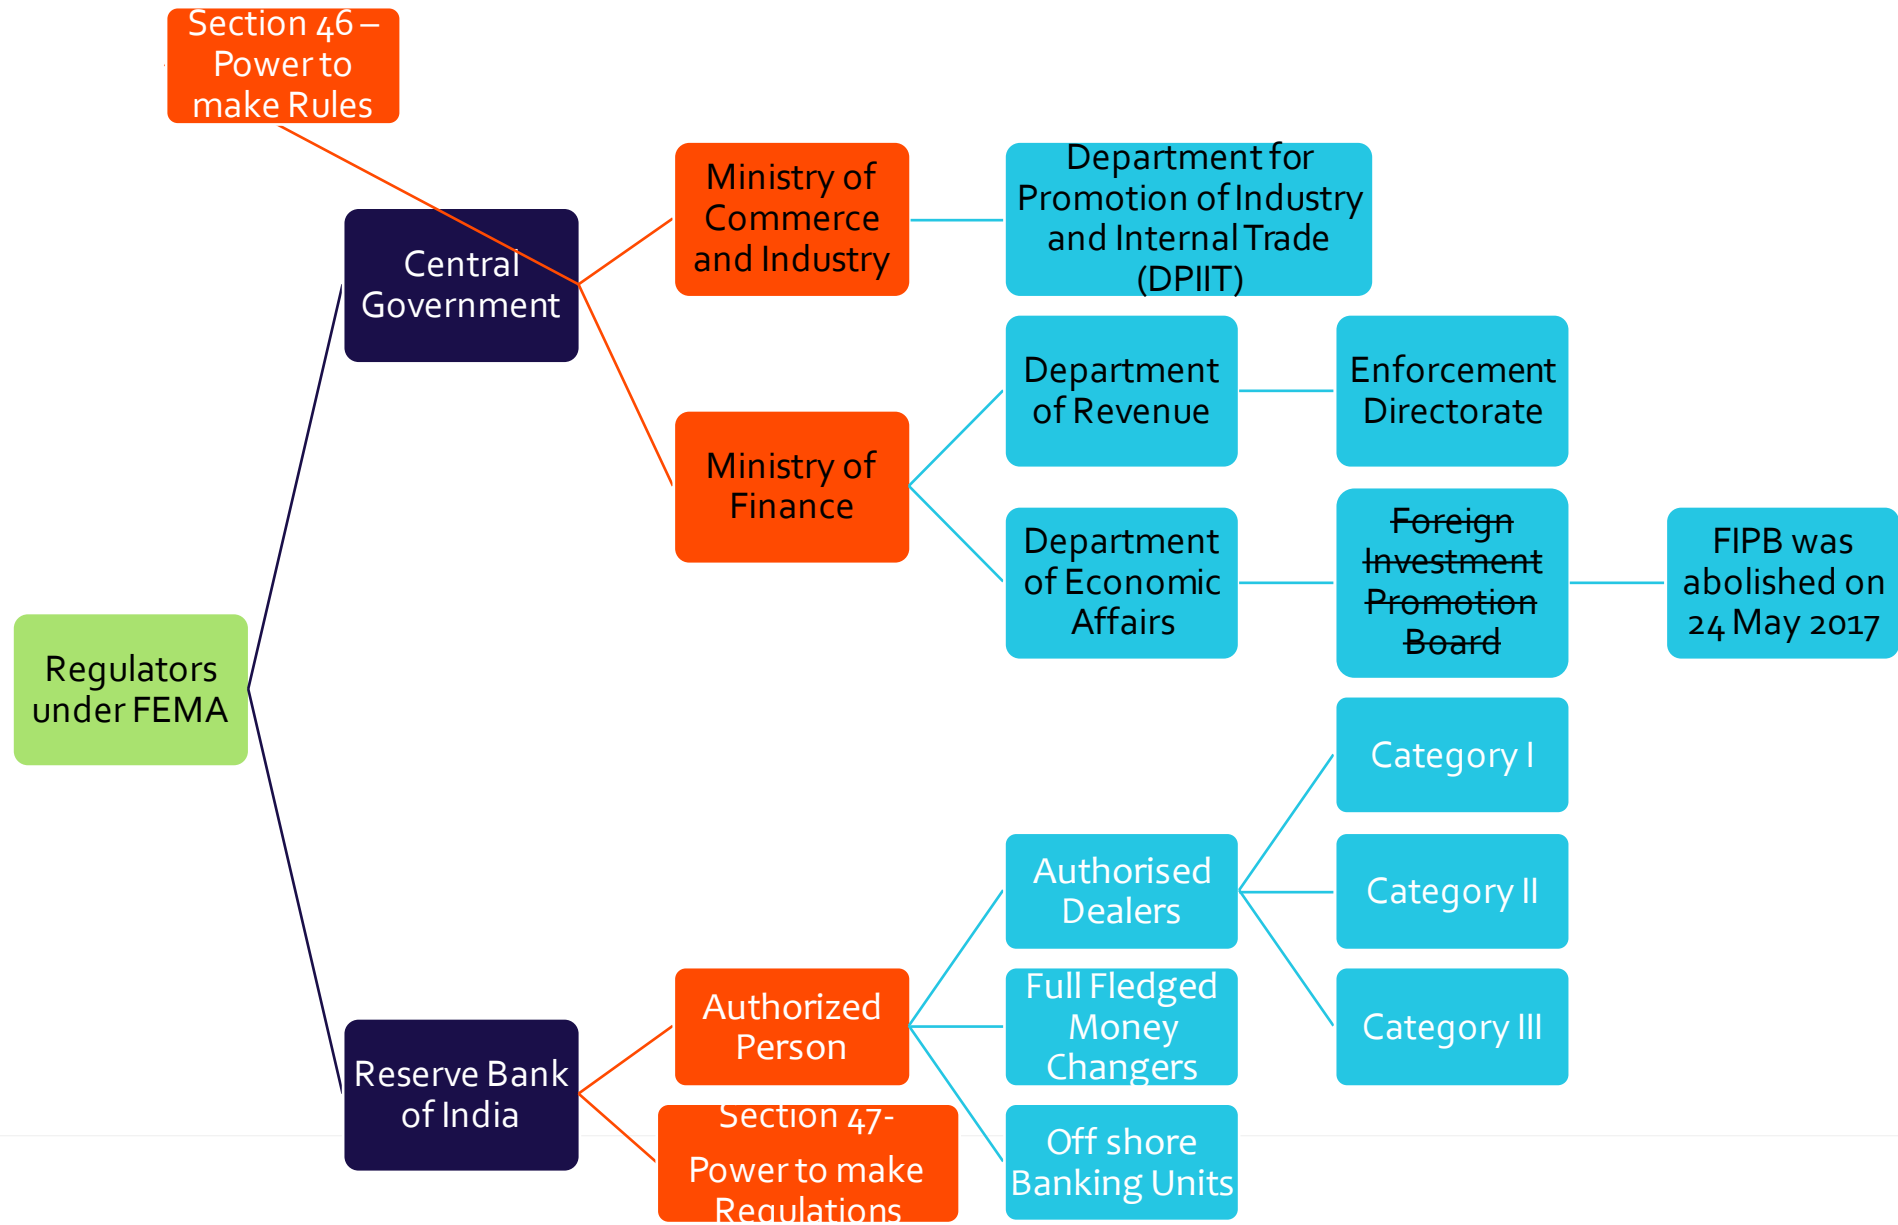 Section 46 –
Power to
make Rules
Ministry of
Commerce
and Industry
Department for
Promotion of Industry
and Internal Trade
(DPIIT)
Central
Government
Department
of Revenue
Enforcement
Directorate
Ministry of
Finance
Department
of Economic
Affairs
Foreign
Investment
Promotion
Board
FIPB was
abolished on
24 May 2017
Regulators
under FEMA
Category I
Authorised
Dealers
Category II
Authorized
Person
Full Fledged
Money
Changers
Category III
Reserve Bank
of India
Section 47-
Power to make
Regulations
Off shore
Banking Units